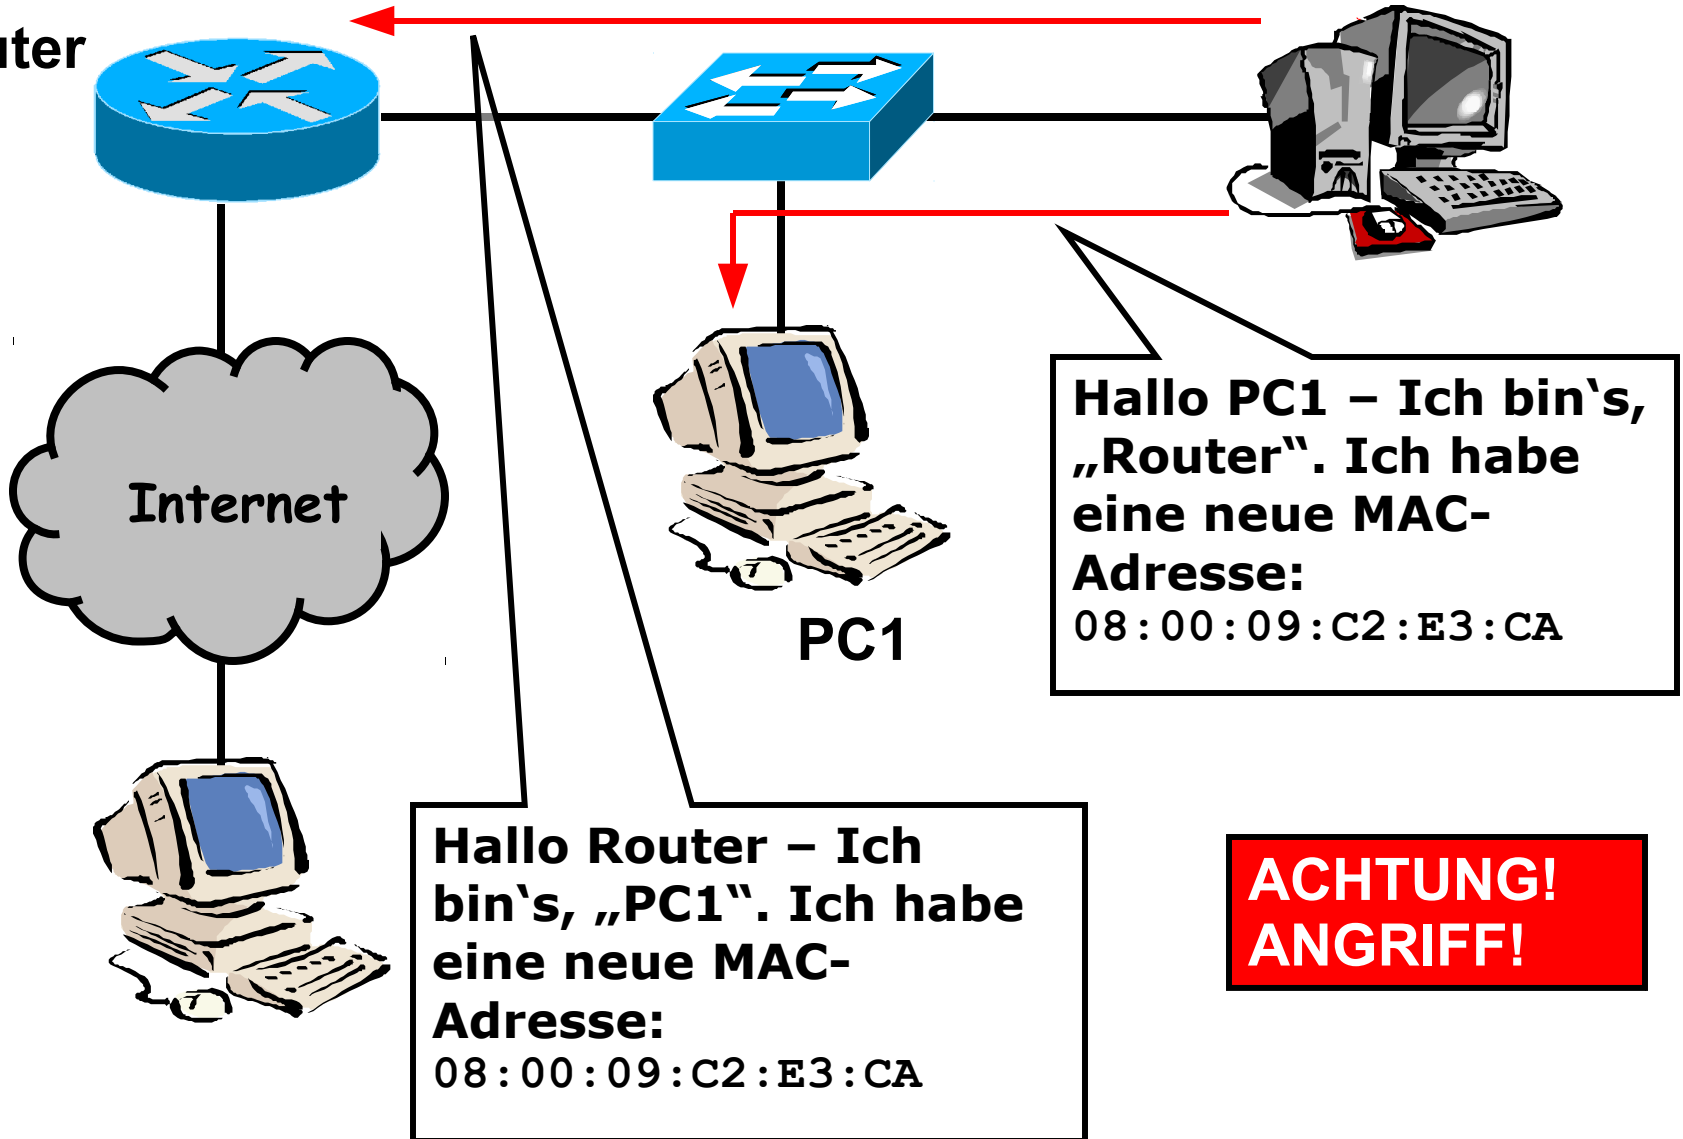 uter
Internet
PC1
Hallo PC1 – Ich bin‘s,
„Router“. Ich habe
eine neue MAC-
Adresse:
08:00:09:C2:E3:CA
Hallo Router – Ich
bin‘s, „PC1“. Ich habe
eine neue MAC-
Adresse:
08:00:09:C2:E3:CA
ACHTUNG!
ANGRIFF!